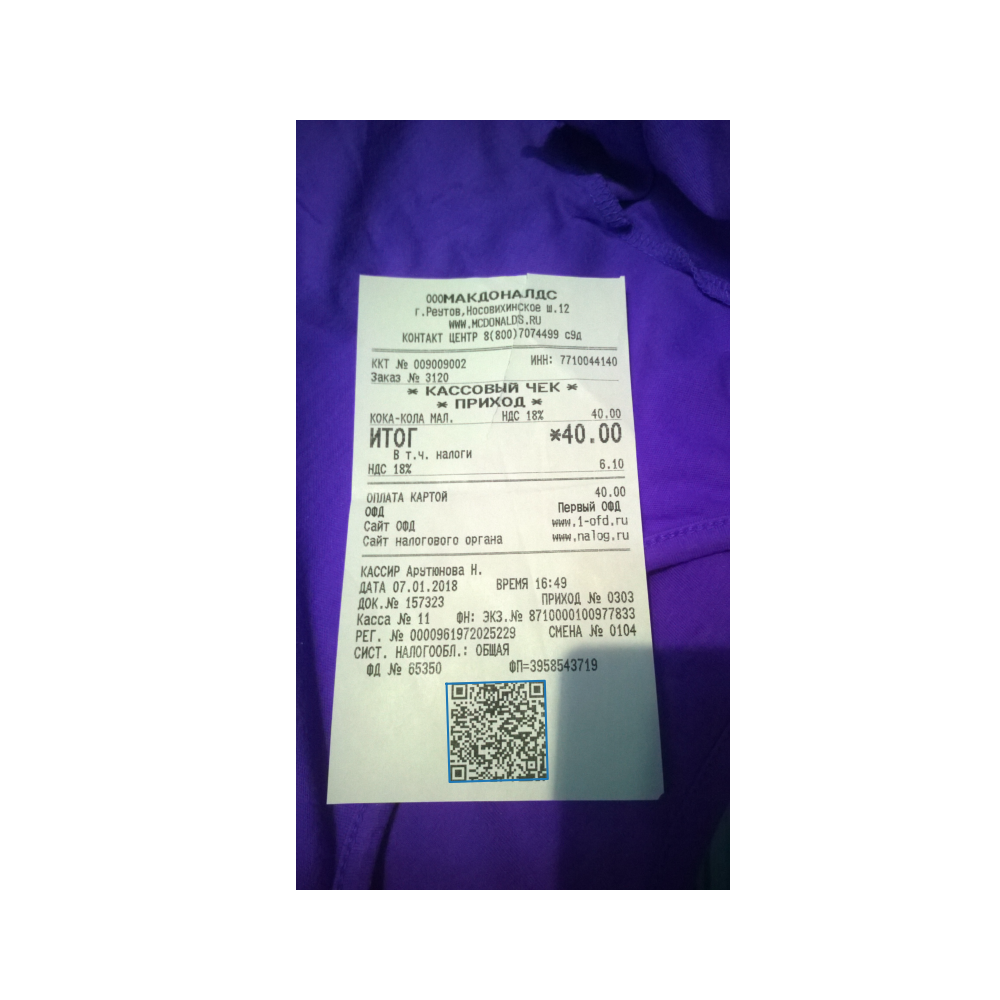 ОООМАКДОНАЛДС
г.Реутов,Носовихинское ш.12
WWW.MCDONALDS.RU
КОНТАКТ ЦЕНТР 8(800)7074499 с9д
ККТ № 009009002 ИНН: 7710044140
Заказ № 3120
* КАССОВЫЙ ЧЕК *
* ПРИХОД *
КОКА-КОЛА МАЛ. НДС 18% 40.00
ИТОГ *40.00
В т.ч. налоги
НДС 18% 6.10
ОПЛАТА КАРТОЙ 40.00
ОФД Первый ОФД
Сайт ОФД www.1-ofd.ru
Сайт налогового органа www.nalog.ru
КАССИР Арутюнова Н.
ДАТА 07.01.2018 ВРЕМЯ 16:49
ДОК.№ 157323 ПРИХОД № 0303
Касса № 11 ФН: ЭКЗ.№ 8710000100977833
РЕГ. № 0000961972025229 СМЕНА № 0104
СИСТ. НАЛОГООБЛ.: ОБЩАЯ
ФД № 65350 ФП=3958543719